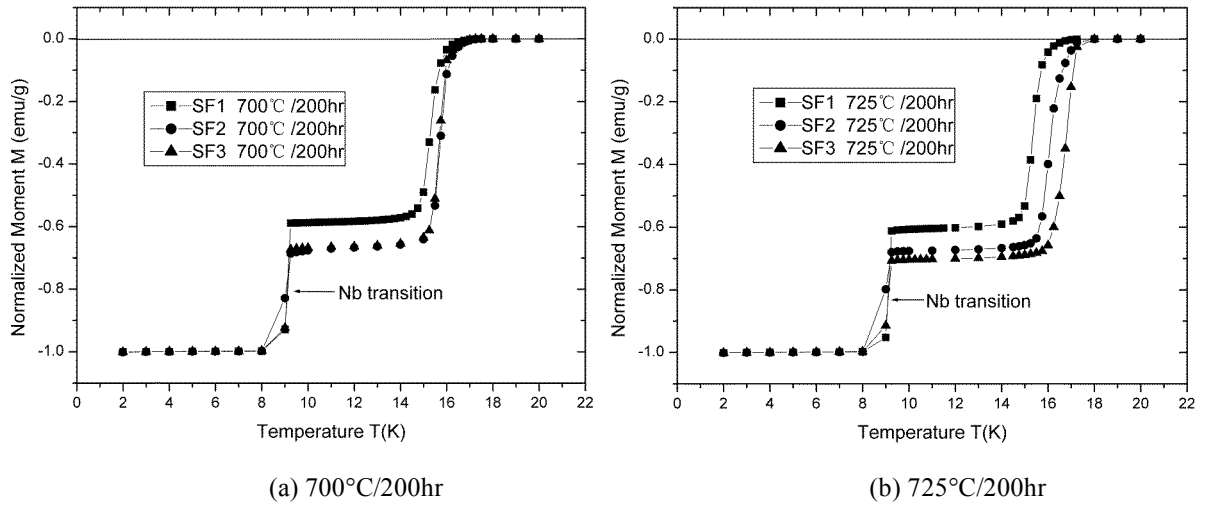 0.0
-0.2
-0.4
-0.6
-0.8
-1.0
Normalized Moment M (emu/g)
SF1 700℃ /200hr
SF2 700℃ /200hr
SF3 700℃ /200hr
Nb transition
0 2 4 6 8 10 12 14 16 18 20 22
Temperature T(K)
(a) 700°C/200hr
0.0
-0.2
-0.4
-0.6
-0.8
-1.0
Normalized Moment M (emu/g)
SF1 725℃ /200hr
SF2 725℃ /200hr
SF3 725℃ /200hr
Nb transition
0 2 4 6 8 10 12 14 16 18 20 22
Temperature T(K)
(b) 725°C/200hr